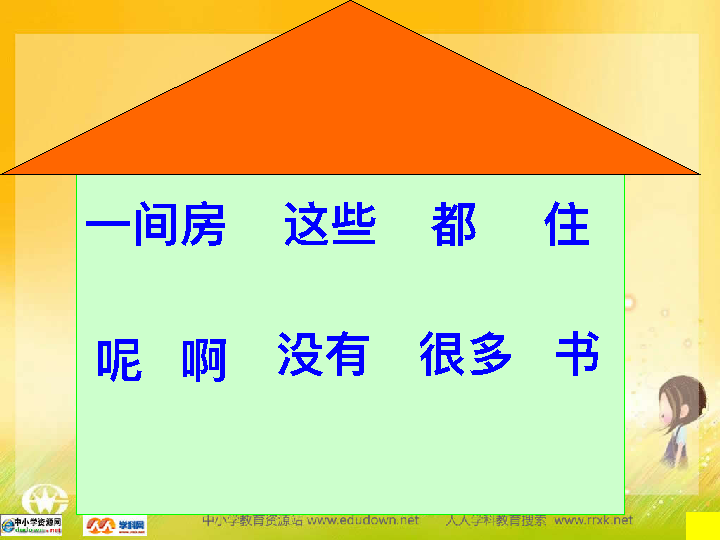 一间房 这些 都 住
呢 啊 没有 很多 书
中小学资源网 学科网 中小学教育资源站 www.edudown.net 人人学科教育搜索 www.rrxk.net